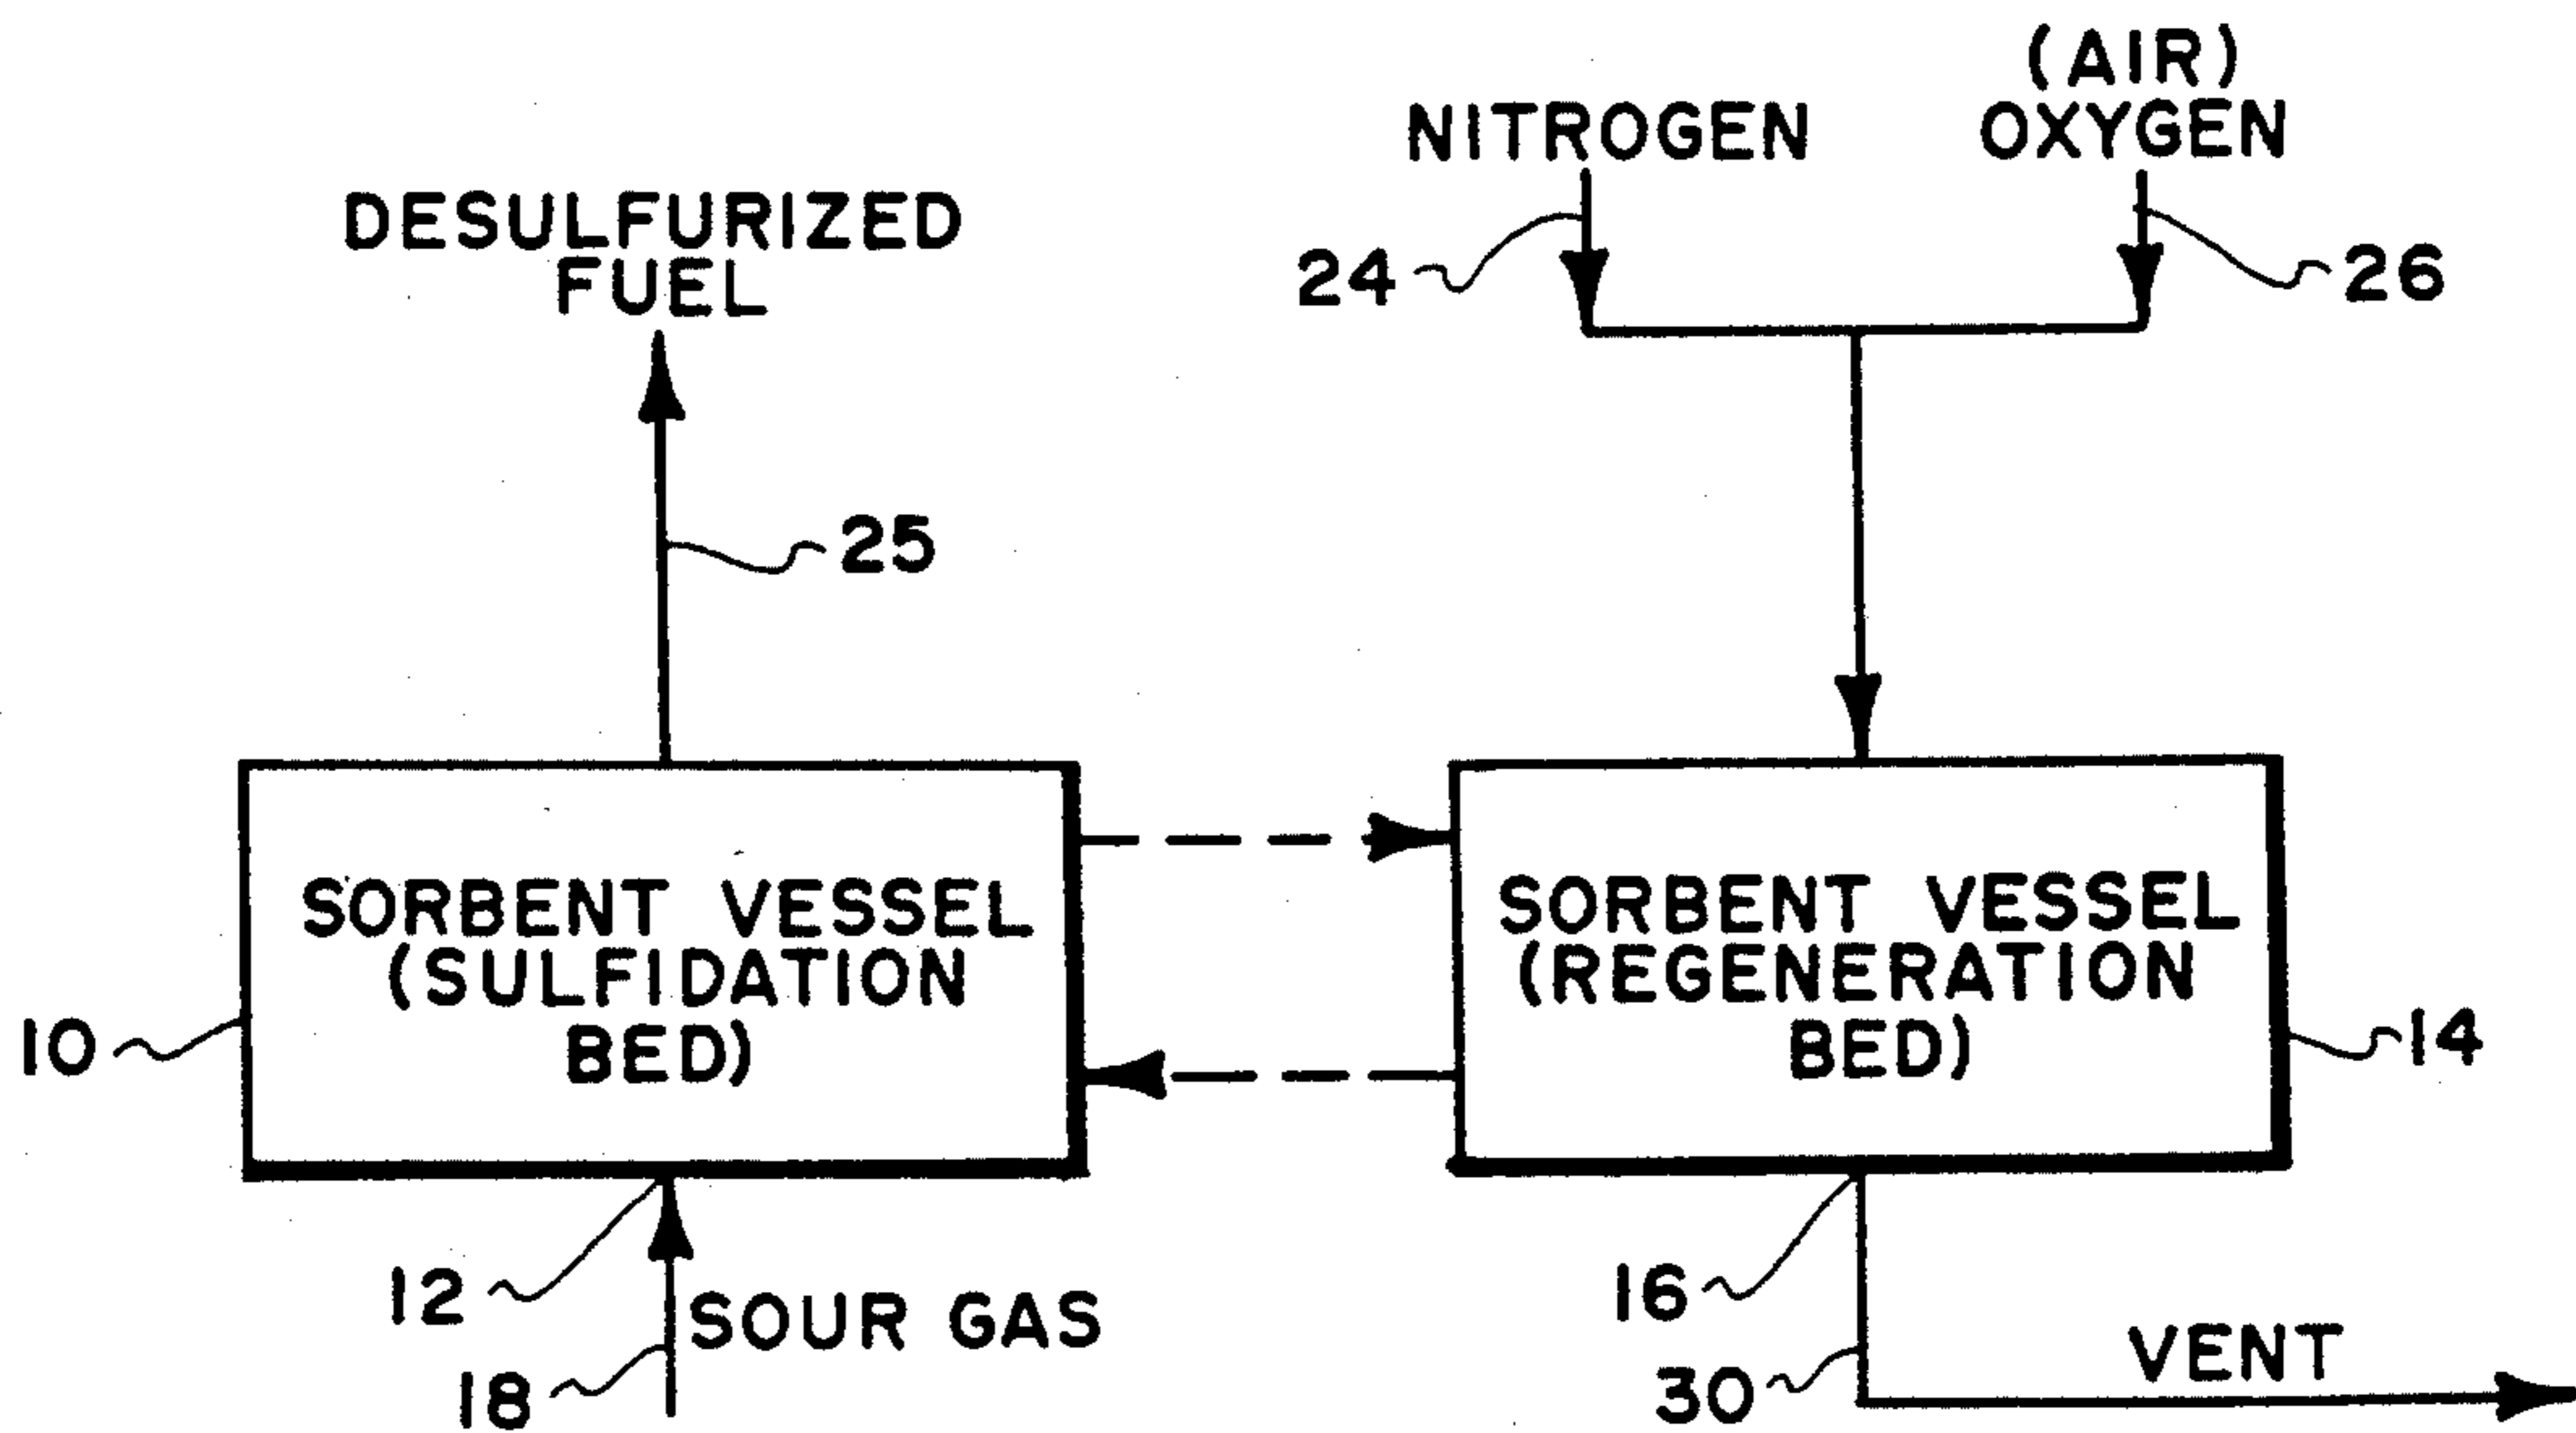 (AIR)
NITROGEN OXYGEN
DESULFURIZED
FUEL
24
26
25
SORBENT VESSEL
(SULFIDATION
BED)
SORBENT VESSEL
(REGENERATION
BED)
10
14
12
SOUR GAS
18
16
30
VENT